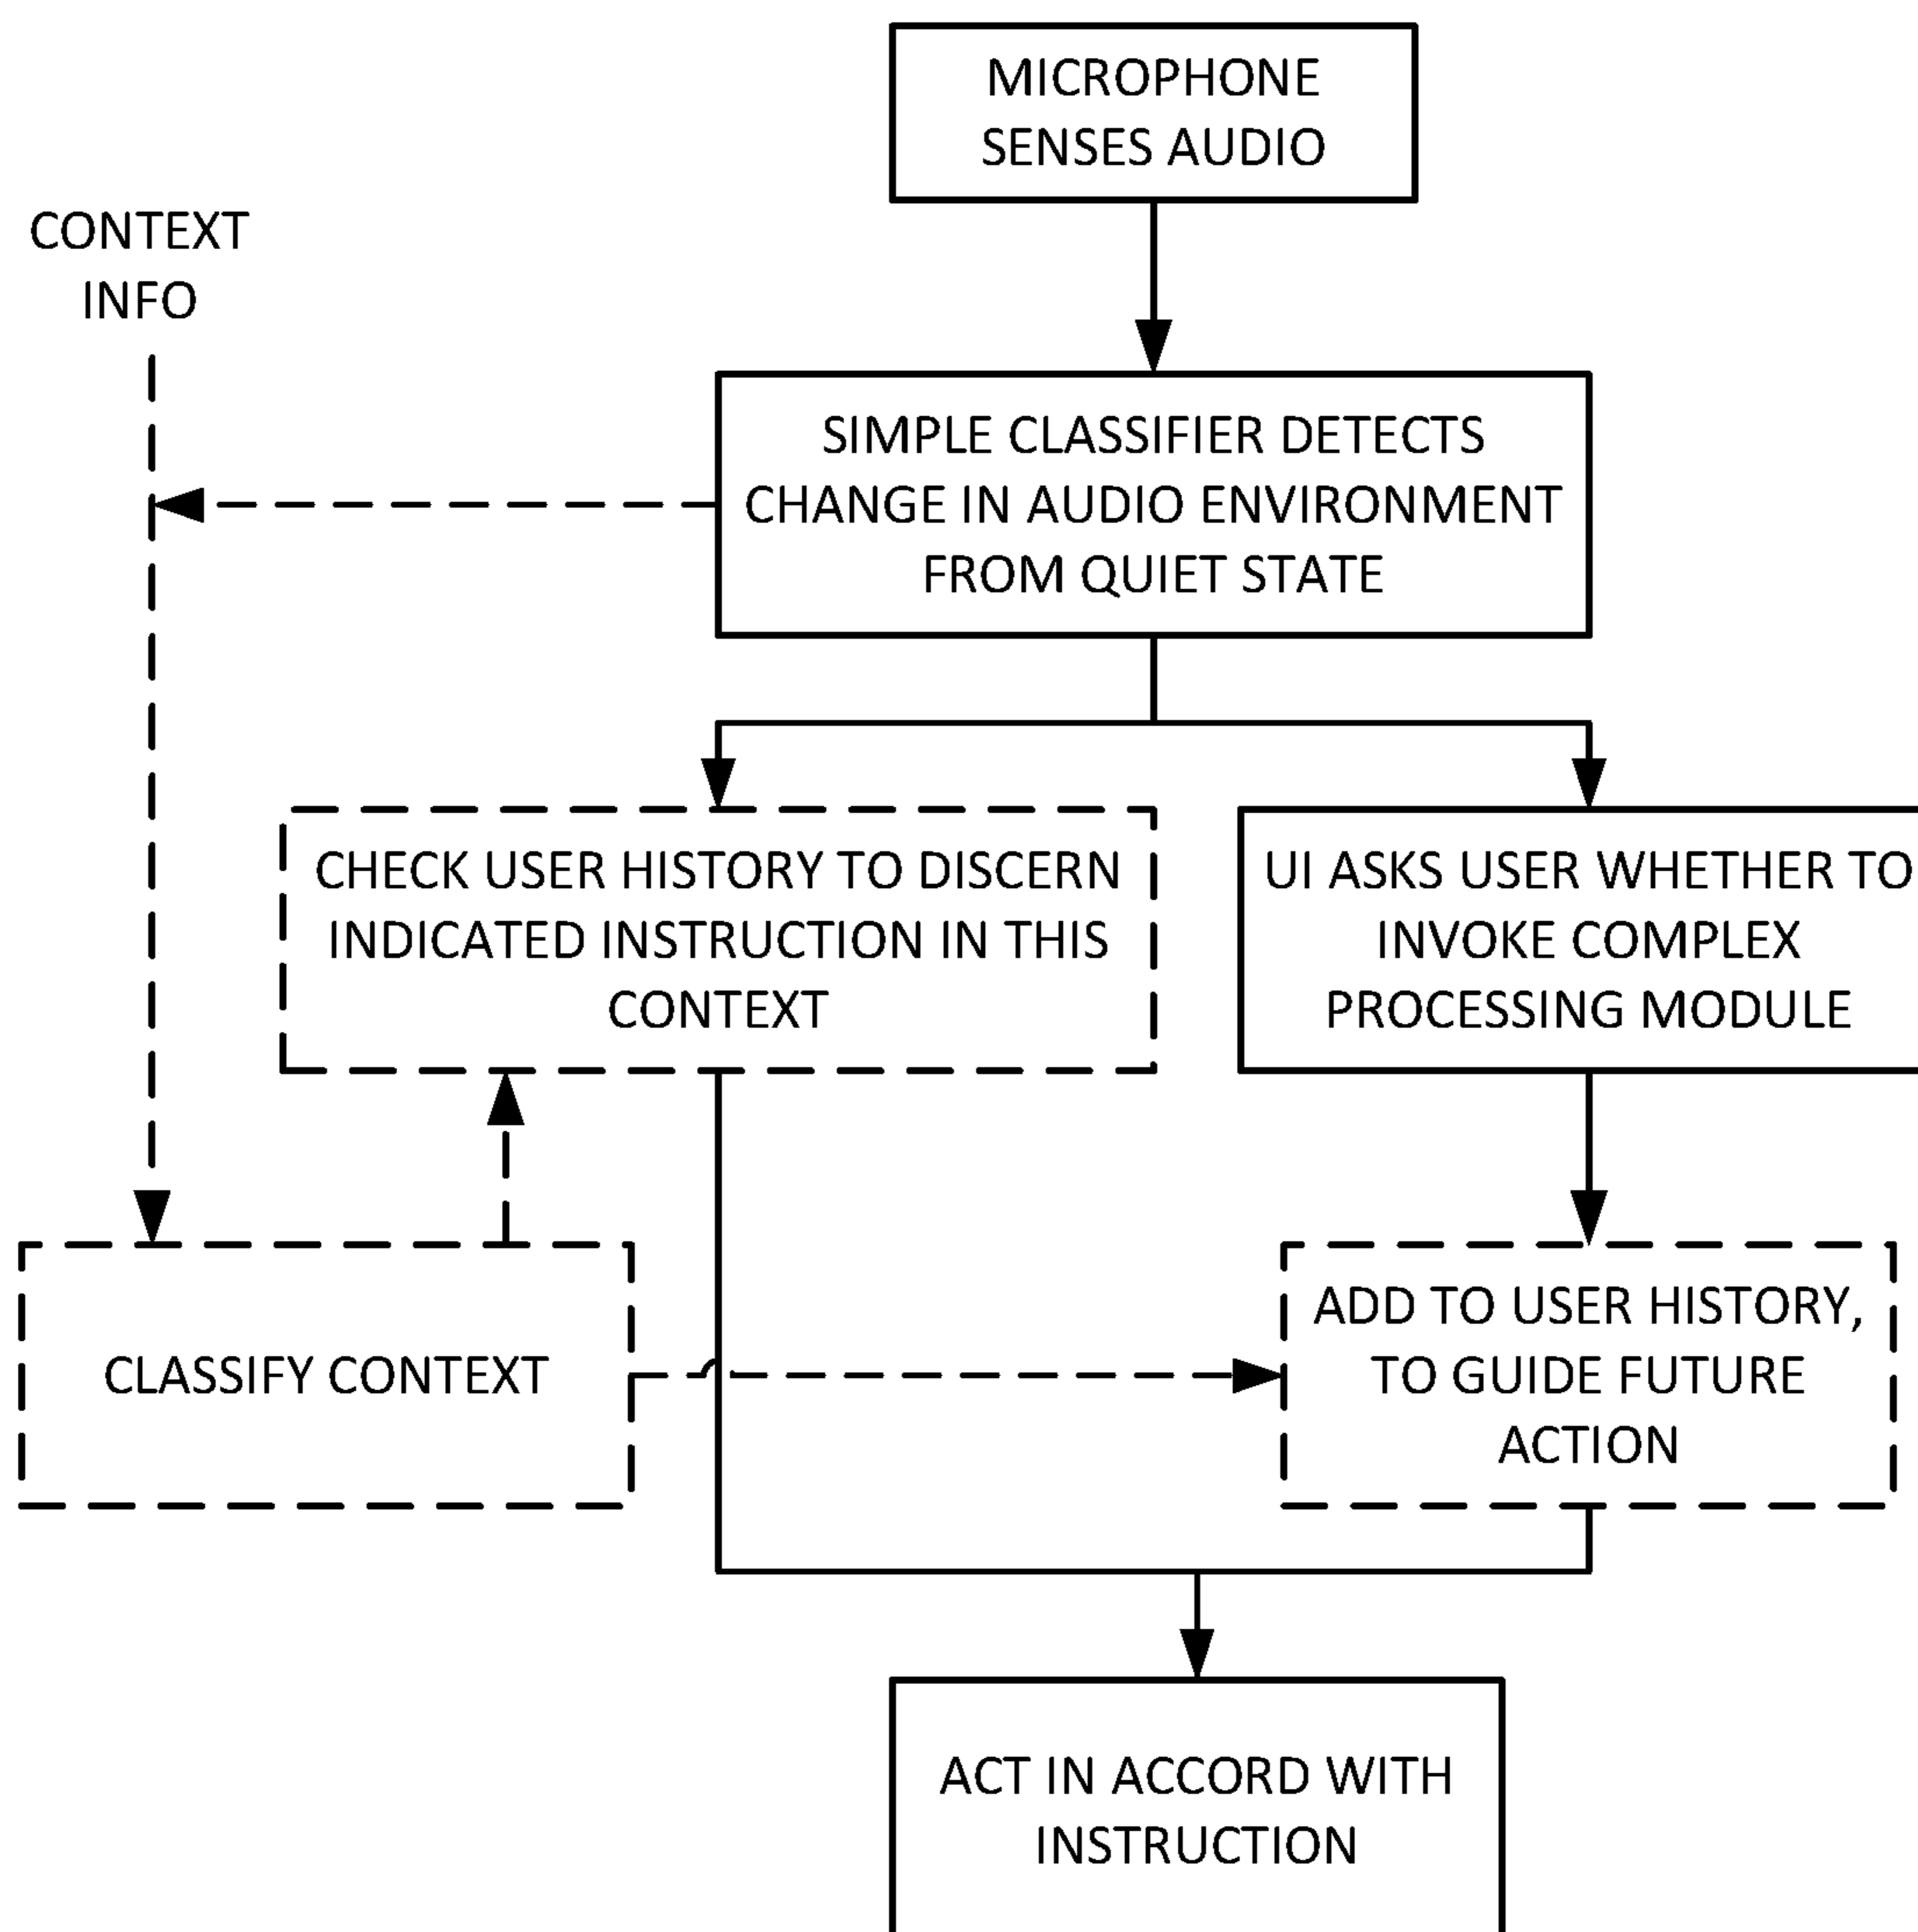 MICROPHONE
SENSES AUDIO
CONTEXT
INFO
SIMPLE CLASSIFIER DETECTS
CHANGE IN AUDIO ENVIRONMENT
FROM QUIET STATE
CHECK USER HISTORY TO DISCERN
INDICATED INSTRUCTION IN THIS
CONTEXT
UI ASKS USER WHETHER TO
INVOKE COMPLEX
PROCESSING MODULE
CLASSIFY CONTEXT
ADD TO USER HISTORY,
TO GUIDE FUTURE
ACTION
ACT IN ACCORD WITH
INSTRUCTION